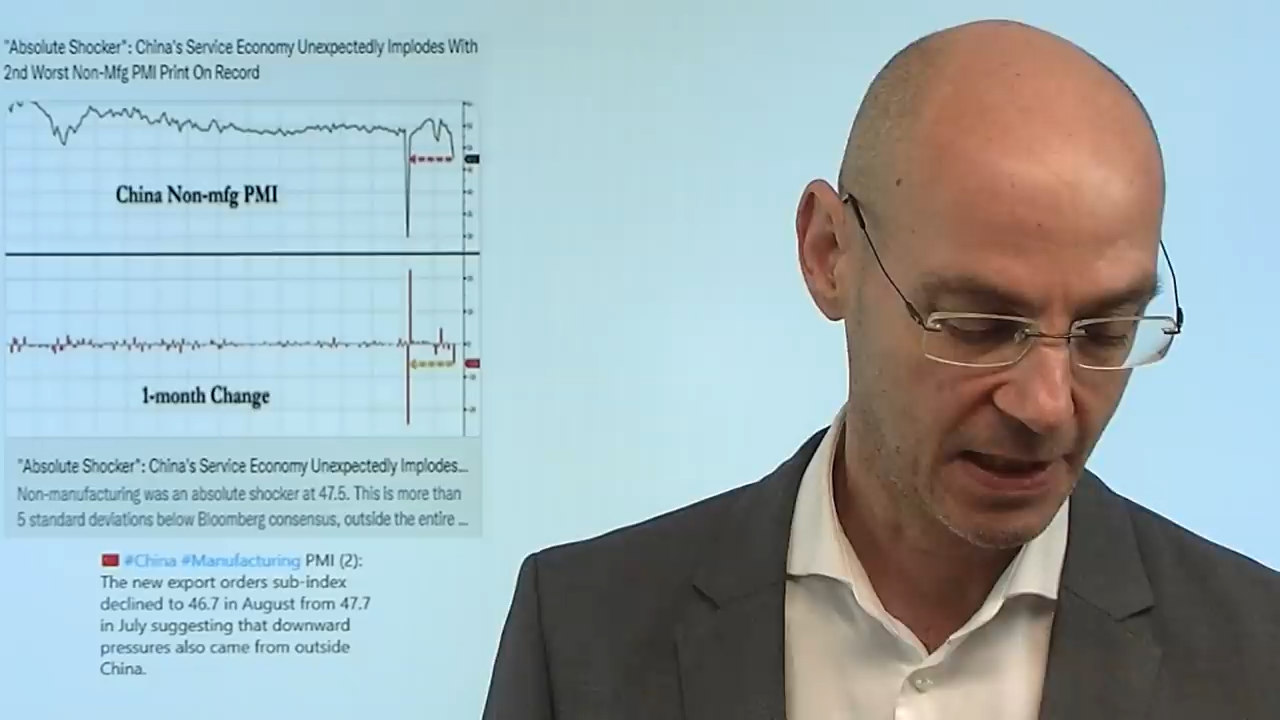 "Absolute Shocker": China's Service Economy Unexpectedly Implodes With
2nd Worst Non-Mfg PMI Print On Record
China Non-mfg PMI
1-month Change
"Absolute Shocker": China's Service Economy Unexpectedly Implodes...
Non-manufacturing was an absolute shocker at 47.5. This is more than
5 standard deviations below Bloomberg consensus, outside the entire ...
#China #Manufacturing PMI (2):
The new export orders sub-index
declined to 46.7 in August from 47.7
in July suggesting that downward
pressures also came from outside
China.